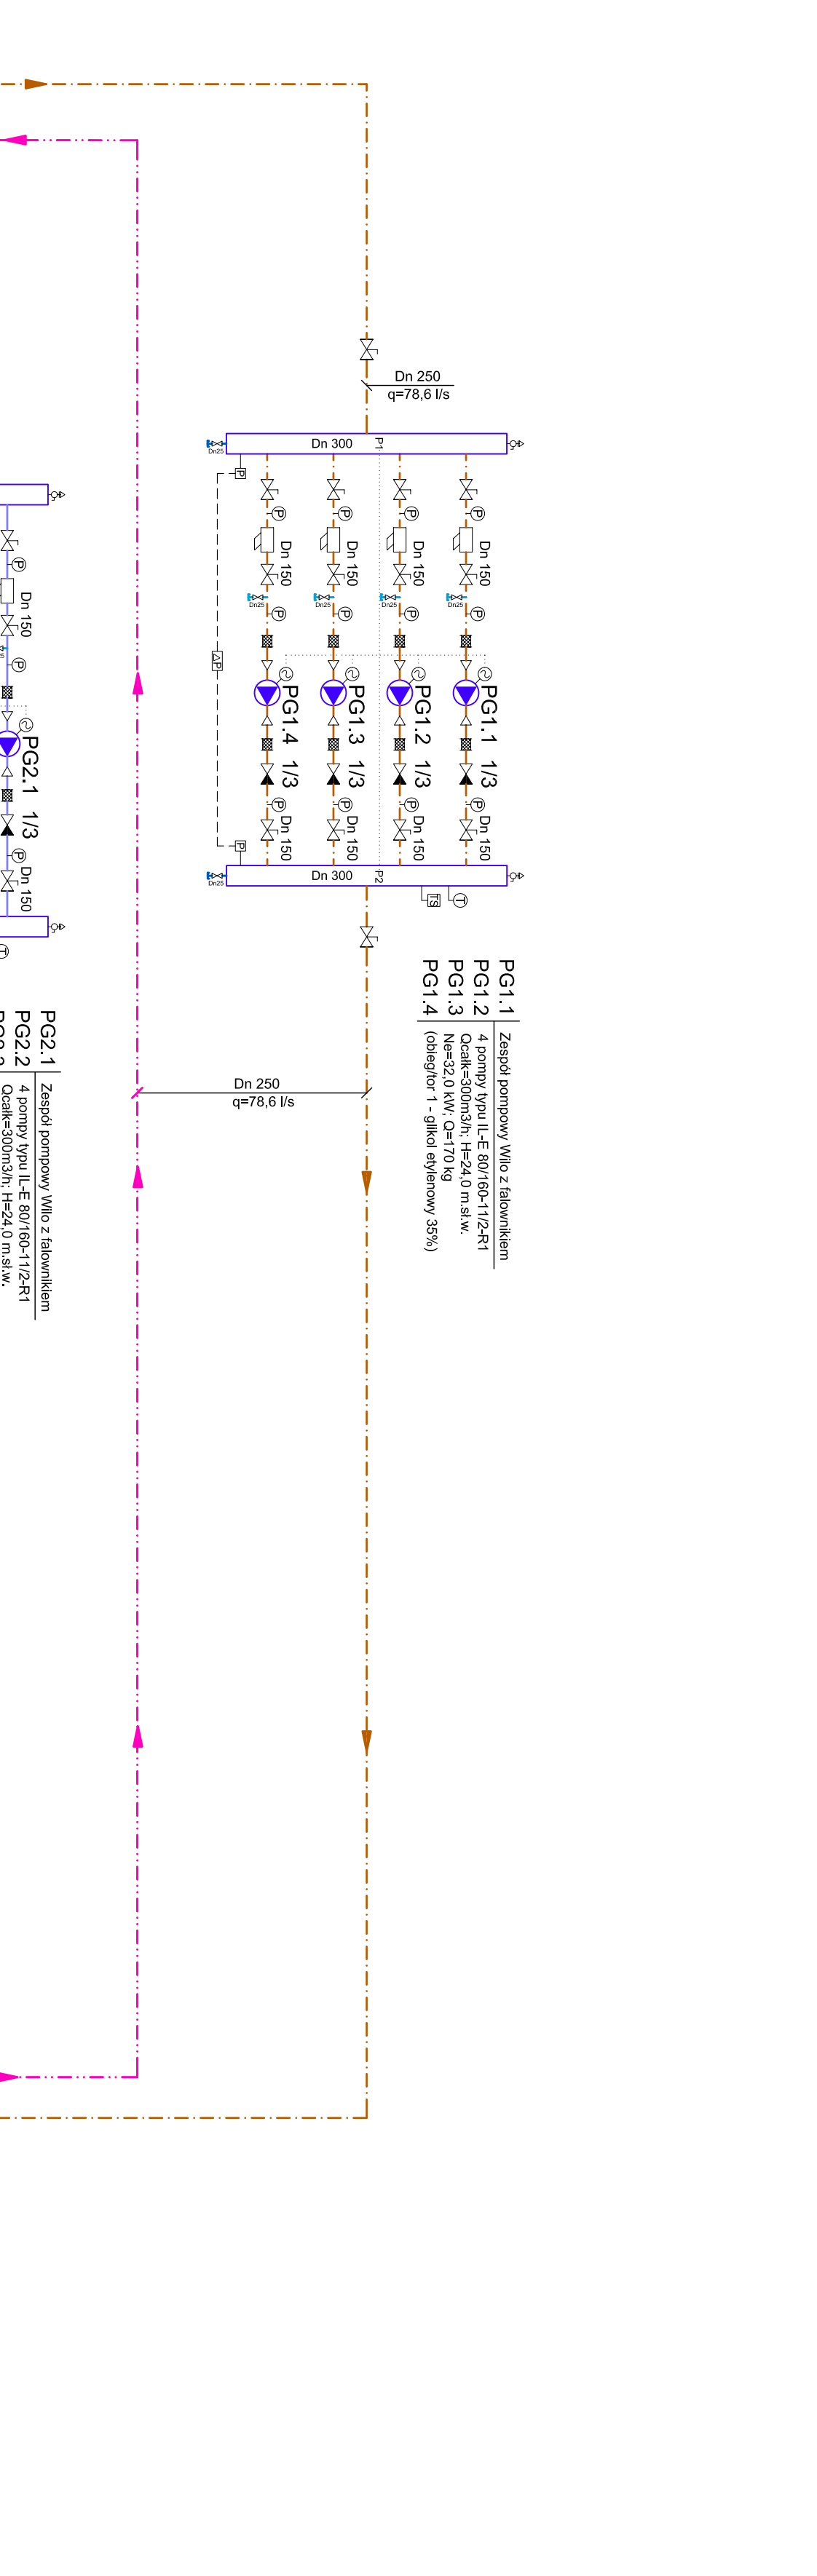 Dn 250
q=78,6 l/s
Dn 300
P1
Dn25
P
P
P
P
P
Dn 150
Dn 150
Dn 150
Dn 150
Dn25
Dn25
Dn25
Dn25
P
P
P
P
△P
PG1.4 1/3
PG1.3 1/3
PG1.2 1/3
PG1.1 1/3
P
P
P
P
Dn 150
Dn 150
Dn 150
Dn 150
P
Dn 300
P2
Dn25
TS
T
PG1.1
PG1.2
PG1.3
PG1.4
Zespół pompowy Wilo z falownikiem
4 pompy typu IL-E 80/160-11/2-R1
Qcałk=300m3/h; H=24,0 m.sł.w.
Ne=32,0 kW; Q=170 kg
(obieg/tor 1 - glikol etylenowy 35%)
Dn 250
q=78,6 l/s
P
Dn 150
P
PG2.1 1/3
P
Dn 150
T
PG2.1
PG2.2
Zespół pompowy Wilo z falownikiem
4 pompy typu IL-E 80/160-11/2-R1
Qcałk=300m3/h; H=24,0 m.sł.w.